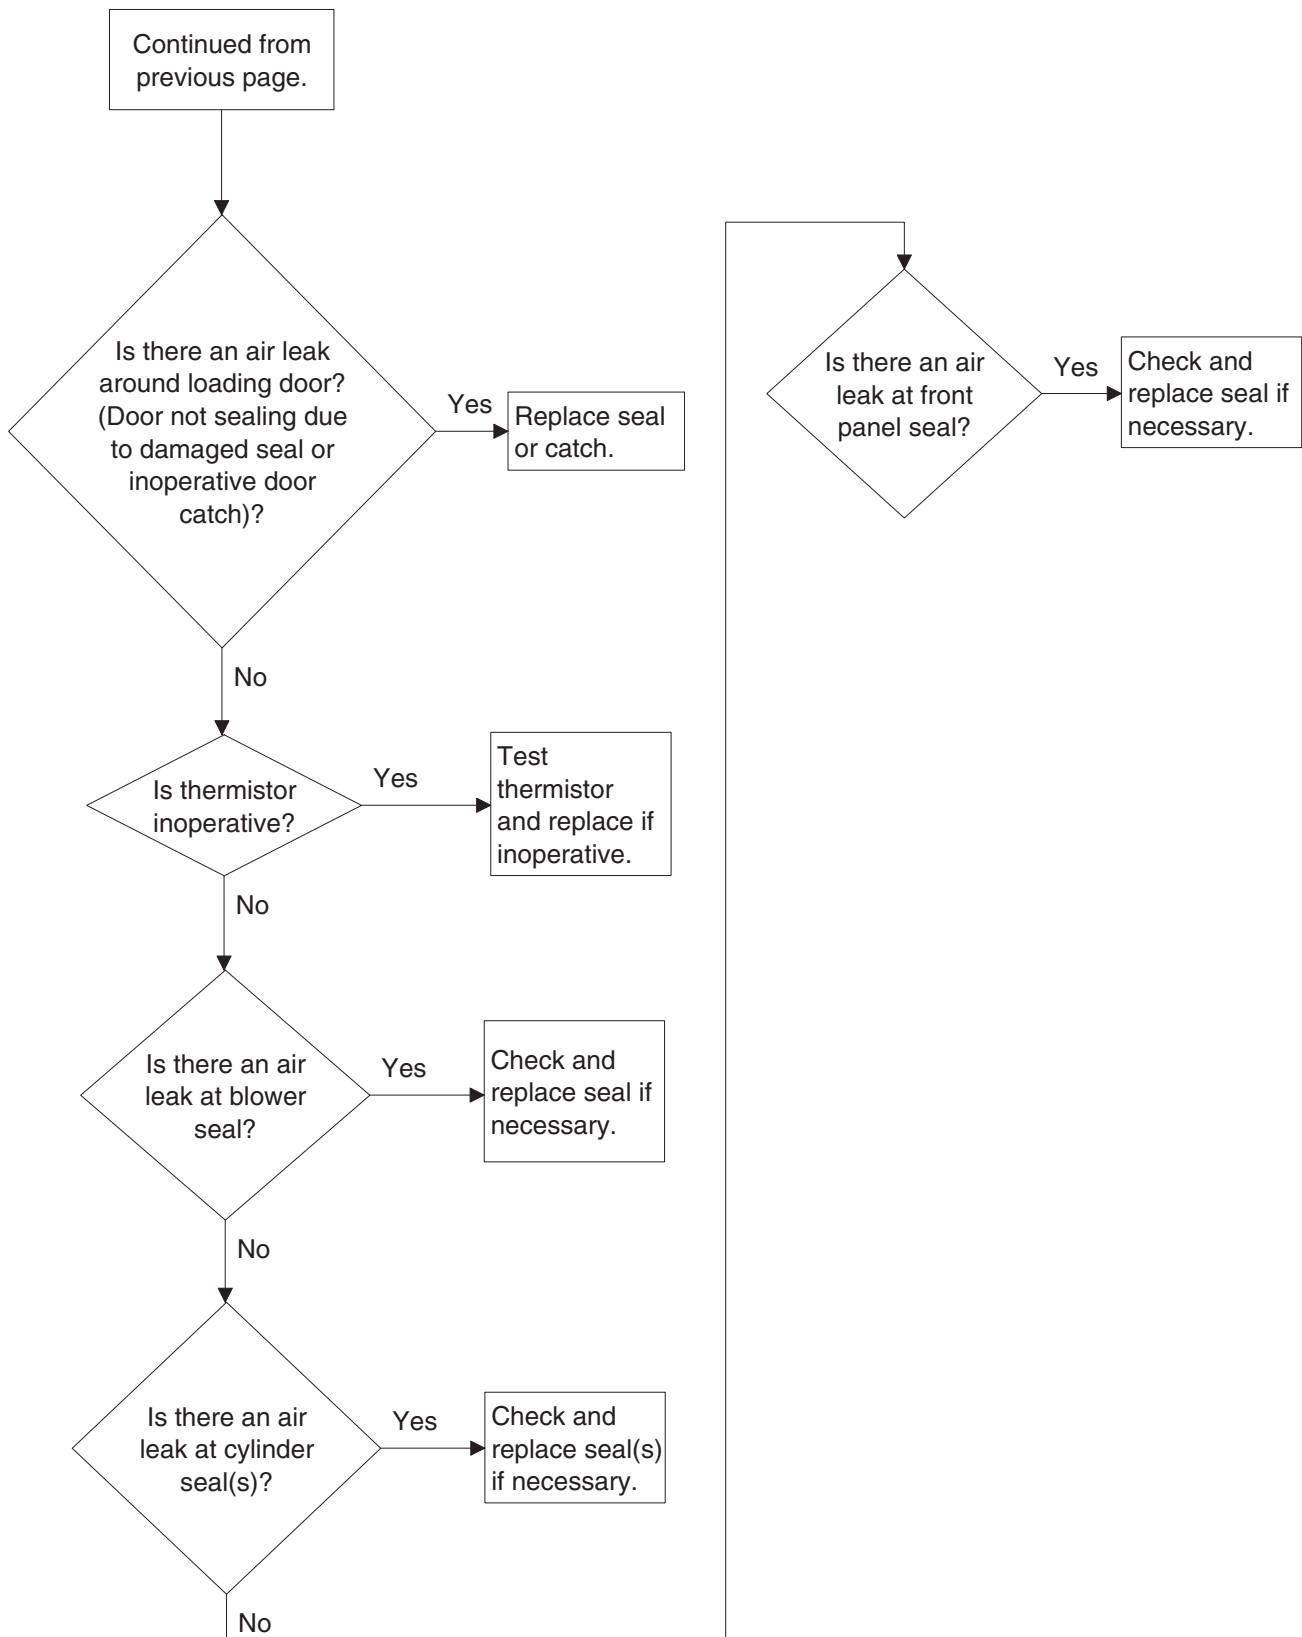 Continued from
previous page.
Is there an air leak
around loading door?
(Door not sealing due
to damaged seal or
inoperative door
catch)?
Yes
Replace seal
or catch.
No
Is thermistor
inoperative?
Yes
Test
thermistor
and replace if
inoperative.
No
Is there an air
leak at blower
seal?
Yes
Check and
replace seal if
necessary.
No
Is there an air
leak at cylinder
seal(s)?
Yes
Check and
replace seal(s)
if necessary.
No
Is there an air
leak at front
panel seal?
Yes
Check and
replace seal if
necessary.